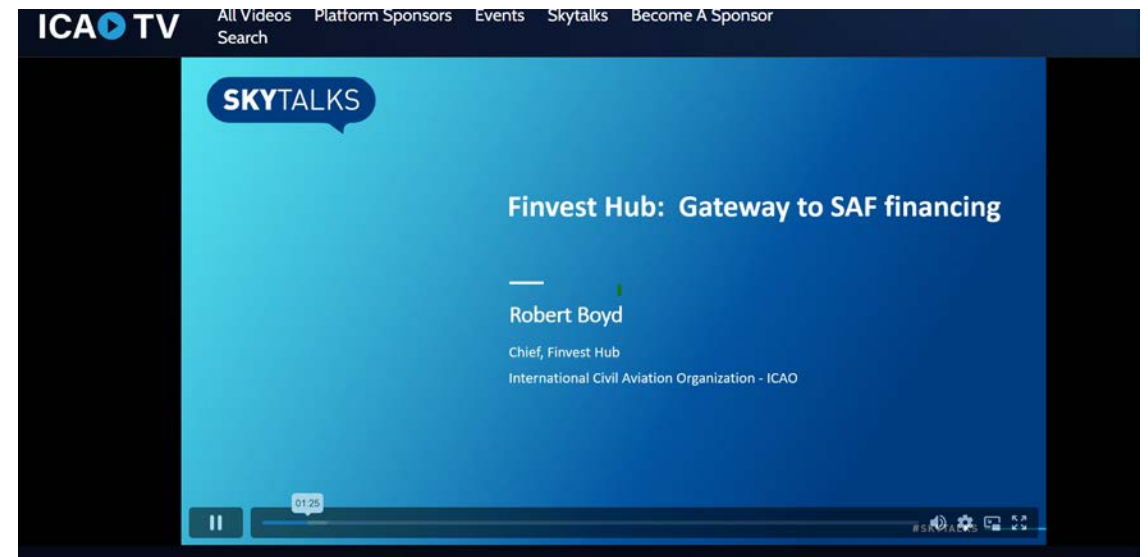 ICAO TV
All Videos Platform Sponsors Events Skytalks Become A Sponsor
Search
SKYTALKS
Finvest Hub: Gateway to SAF financing
Robert Boyd
Chief, Finvest Hub
International Civil Aviation Organization - ICAO
01:25
#SKYTALKS